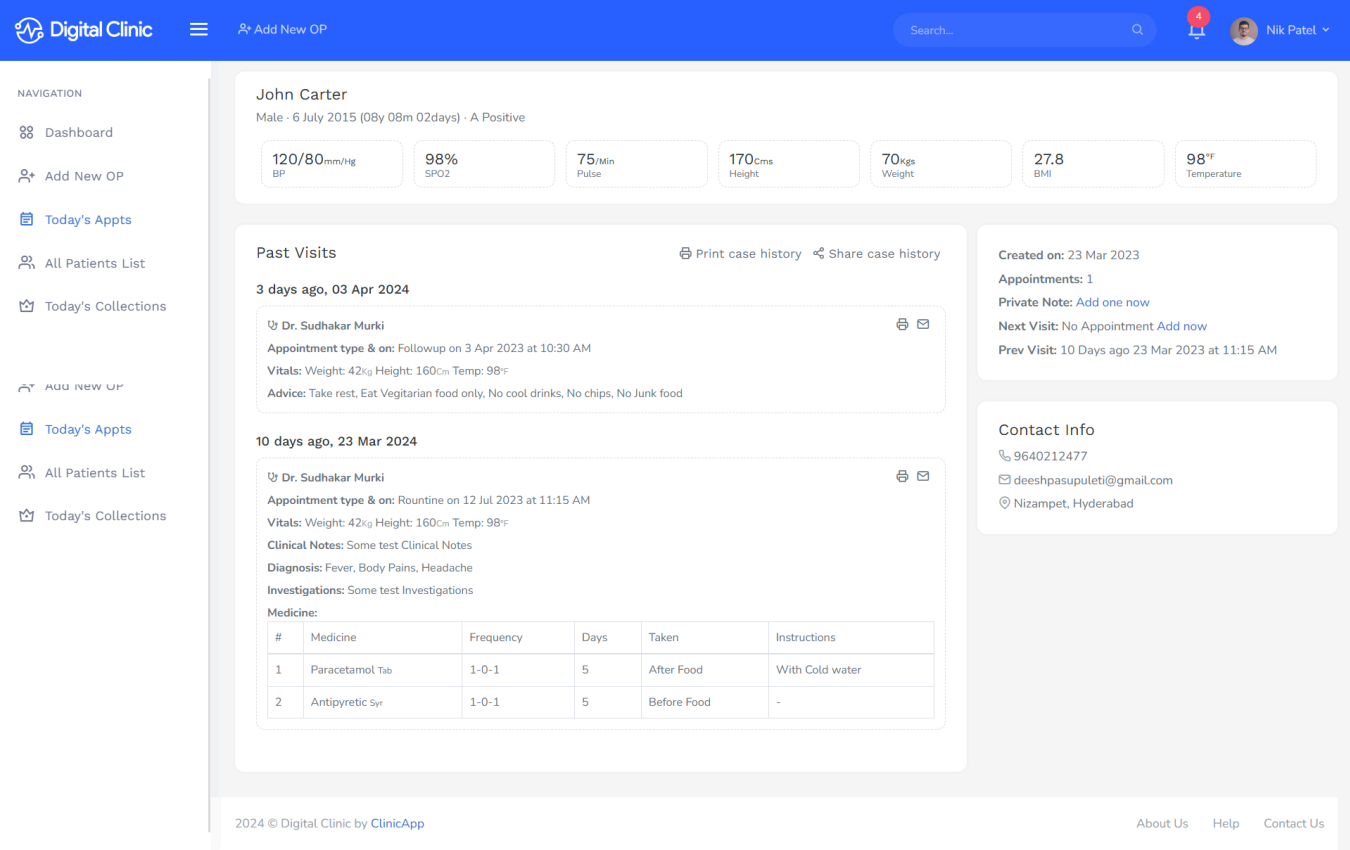 Digital Clinic
Add New OP
Search...
4
Nik Patel
NAVIGATION
Dashboard
Add New OP
Today's Appts
All Patients List
Today's Collections
Add New OP
Today's Appts
All Patients List
Today's Collections
John Carter
Male · 6 July 2015 (08y 08m 02days) · A Positive
120/80mm/Hg
BP
98%
SPO2
75/Min
Pulse
170Cms
Height
70Kgs
Weight
27.8
BMI
98°F
Temperature
Past Visits
Print case history
Share case history
3 days ago, 03 Apr 2024
Dr. Sudhakar Murki
Appointment type & on: Followup on 3 Apr 2023 at 10:30 AM
Vitals: Weight: 42Kg Height: 160Cm Temp: 98°F
Advice: Take rest, Eat Vegitarian food only, No cool drinks, No chips, No Junk food
10 days ago, 23 Mar 2024
Dr. Sudhakar Murki
Appointment type & on: Rountine on 12 Jul 2023 at 11:15 AM
Vitals: Weight: 42Kg Height: 160Cm Temp: 98°F
Clinical Notes: Some test Clinical Notes
Diagnosis: Fever, Body Pains, Headache
Investigations: Some test Investigations
Medicine:
# Medicine Frequency Days Taken Instructions
1 Paracetamol Tab 1-0-1 5 After Food With Cold water
2 Antipyretic Syr 1-0-1 5 Before Food -
Created on: 23 Mar 2023
Appointments: 1
Private Note: Add one now
Next Visit: No Appointment Add now
Prev Visit: 10 Days ago 23 Mar 2023 at 11:15 AM
Contact Info
9640212477
deeshpasupuleti@gmail.com
Nizampet, Hyderabad
2024 © Digital Clinic by ClinicApp
About Us Help Contact Us